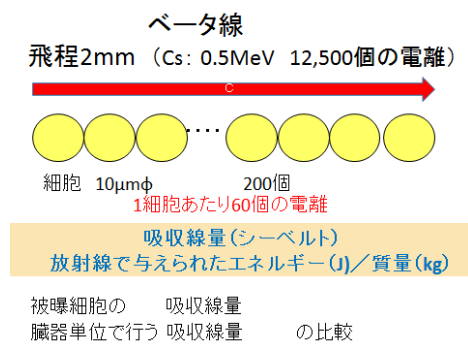 ベータ線
飛程2mm （Cs： 0.5MeV 12,500個の電離）
C
‥‥
細胞 10μmφ 200個
1細胞あたり60個の電離
吸収線量（シーベルト）
放射線で与えられたエネルギー（J）／質量（kg）
被曝細胞の 吸収線量
臓器単位で行う 吸収線量 の比較